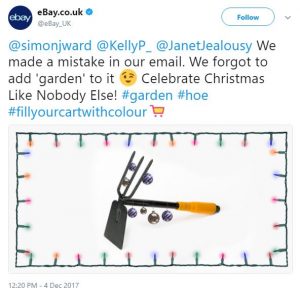 ebay
eBay.co.uk
@eBay_UK
Follow
@simonjward @KellyP_ @JanetJealousy We
made a mistake in our email. We forgot to
add 'garden' to it 😉 Celebrate Christmas
Like Nobody Else! #garden #hoe
#fillyourcartwithcolour
12:20 PM - 4 Dec 2017